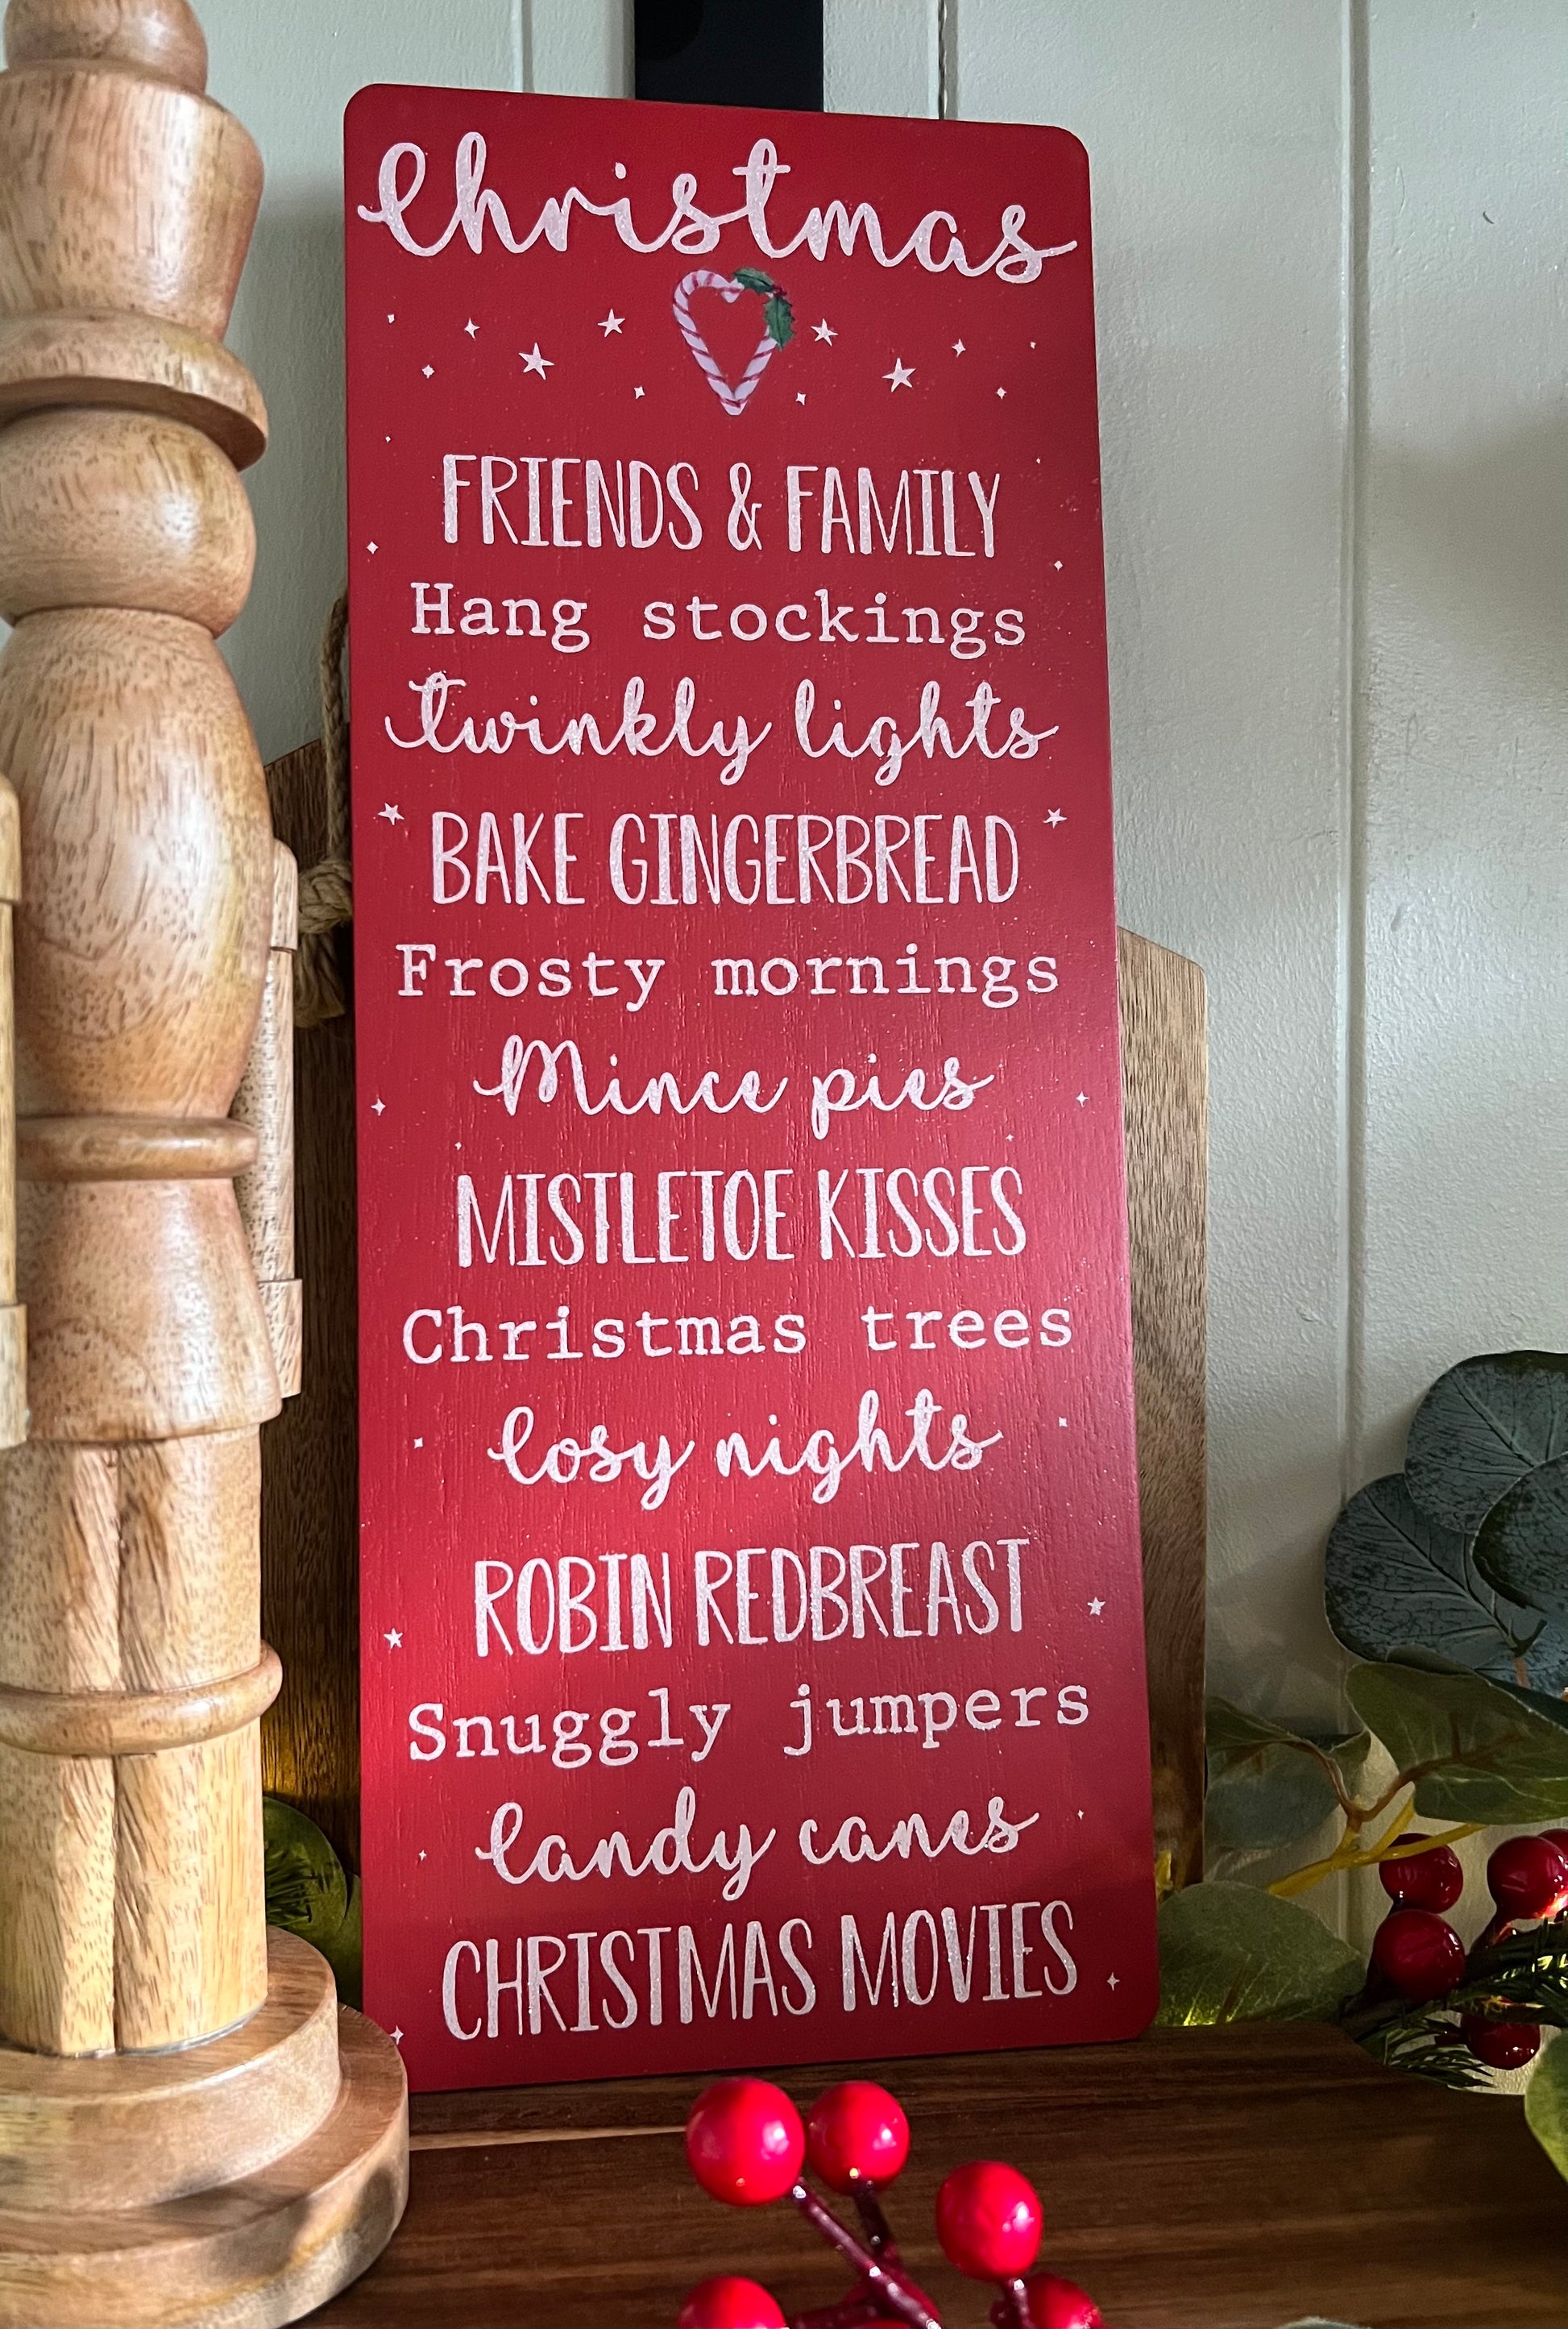 Christmas
FRIENDS & FAMILY
Hang stockings
twinkly lights
BAKE GINGERBREAD
Frosty mornings
Mince pies
MISTLETOE KISSES
Christmas trees
Cosy nights
ROBIN REDBREAST
Snuggly jumpers
Candy canes
CHRISTMAS MOVIES